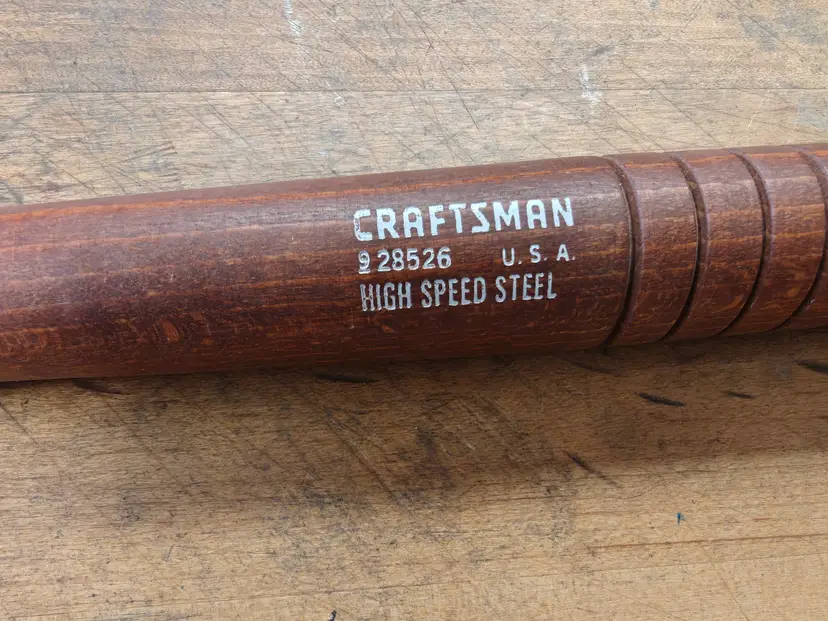 CRAFTSMAN
9 28526 U.S.A.
HIGH SPEED STEEL